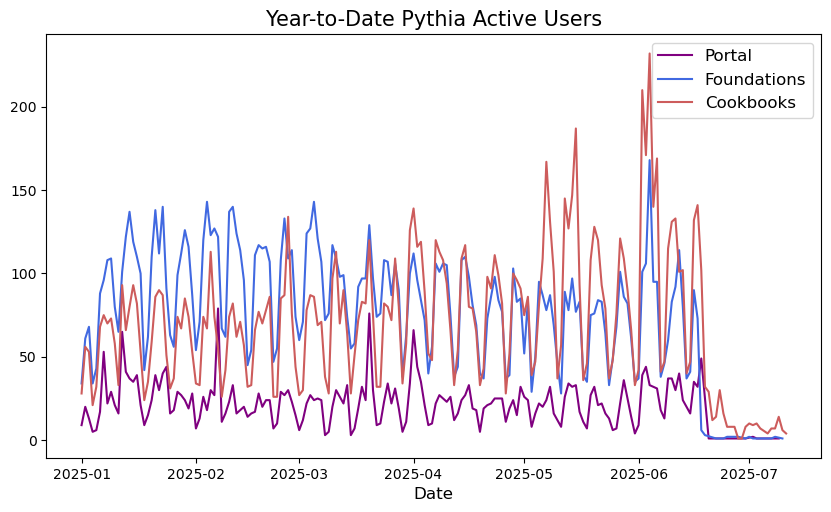 Year-to-Date Pythia Active Users
Portal
Foundations
Cookbooks
200
150
100
50
0
2025-01 2025-02 2025-03 2025-04 2025-05 2025-06 2025-07
Date